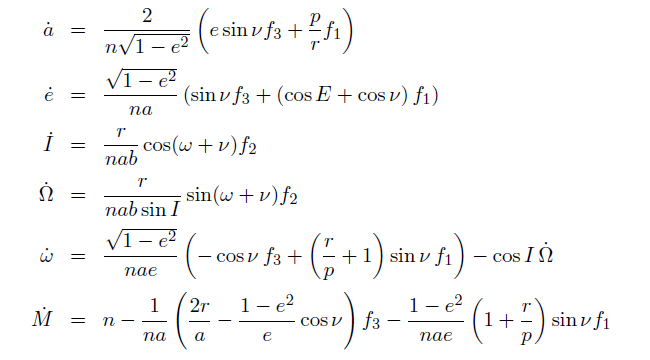 ȧ = 2/(n√(1 − e²)) (e sin ν f₃ + (p/r) f₁)
ė = (√(1 − e²)/(na)) (sin ν f₃ + (cos E + cos ν) f₁)
İ = (r/(nab)) cos(ω + ν) f₂
Ω̇ = (r/(nab sin I)) sin(ω + ν) f₂
ω̇ = (√(1 − e²)/(nae)) (− cos ν f₃ + (r/p + 1) sin ν f₁) − cos I Ω̇
Ṁ = n − (1/(na)) (2r/a − ((1 − e²)/e) cos ν) f₃ − ((1 − e²)/(nae)) (1 + r/p) sin ν f₁